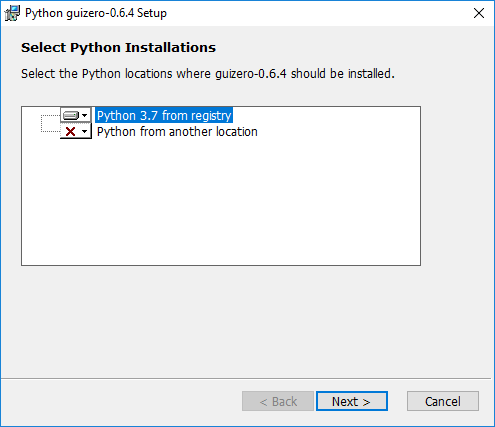 Python guizero-0.6.4 Setup
Select Python Installations
Select the Python locations where guizero-0.6.4 should be installed.
Python 3.7 from registry
Python from another location
< Back
Next >
Cancel